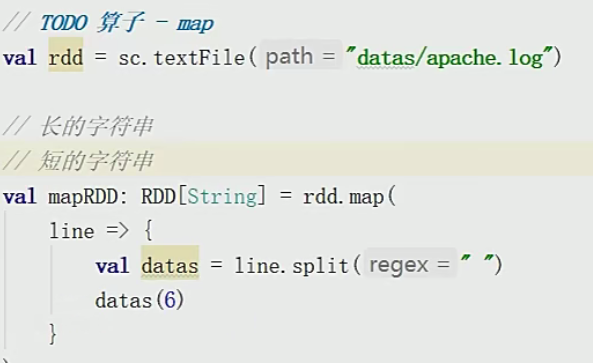 // TODO 算子 - map
val rdd = sc.textFile( path = "datas/apache.log")
// 长的字符串
// 短的字符串
val mapRDD: RDD[String] = rdd.map(
line => {
val datas = line.split( regex = " ")
datas(6)
}
)